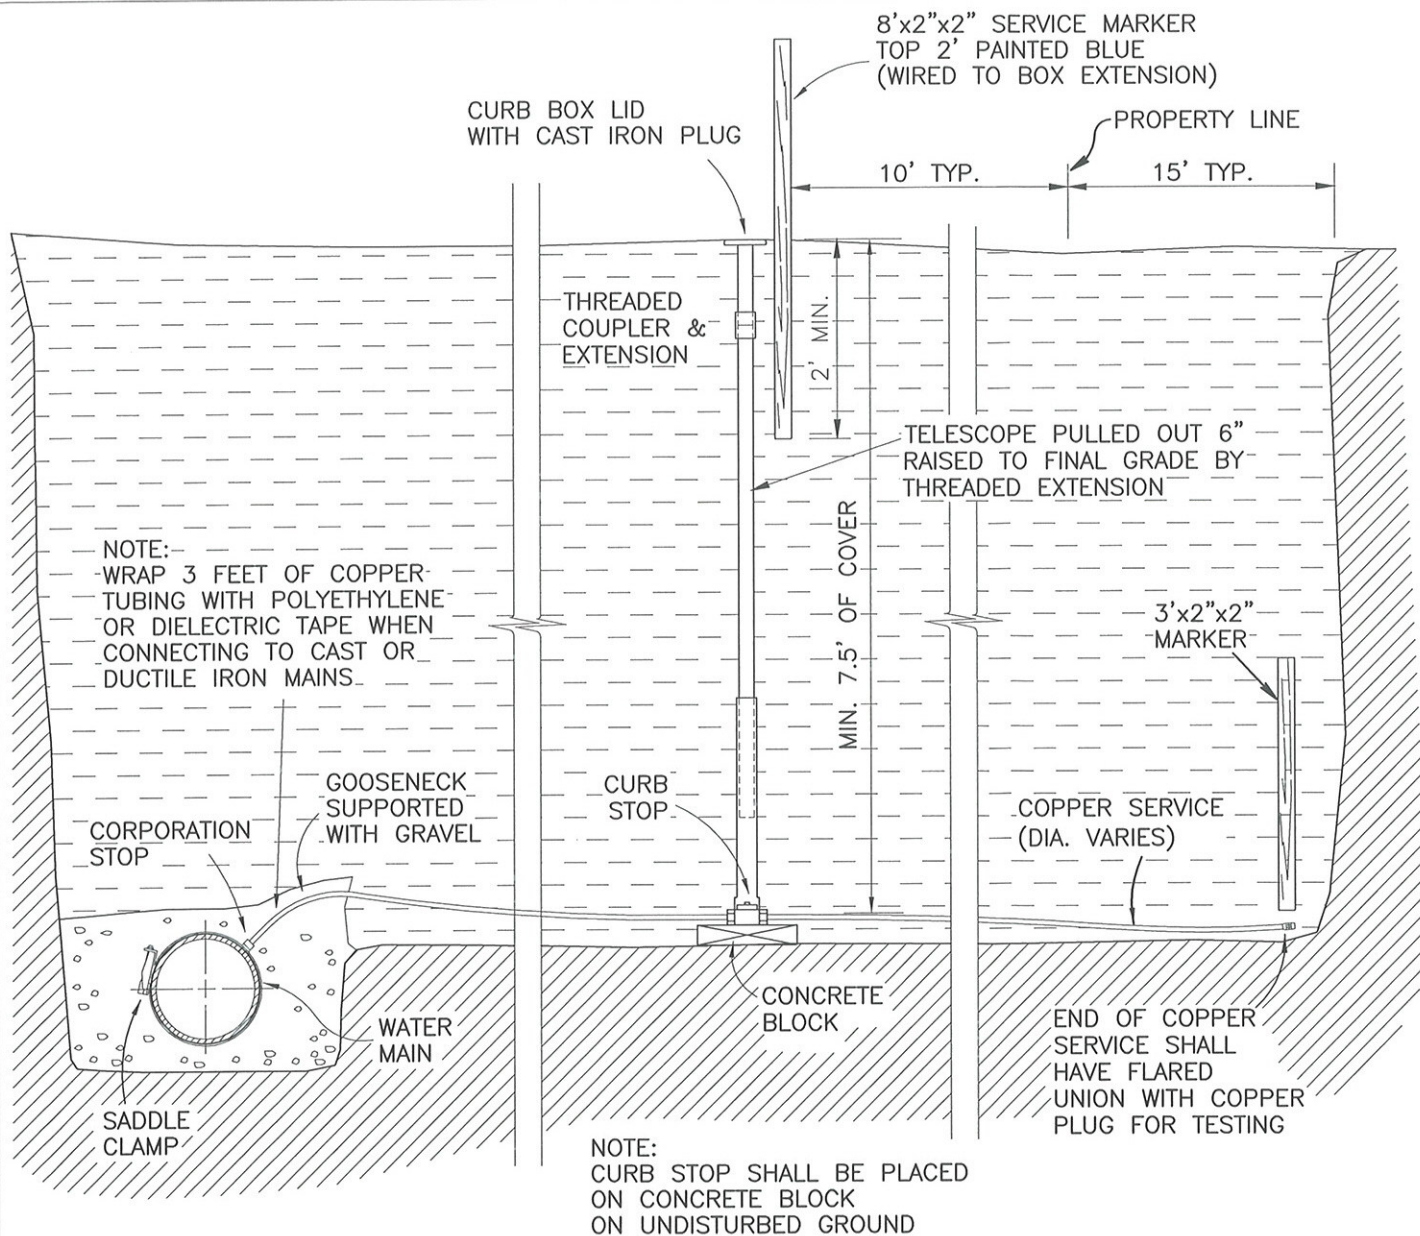 8'x2"x2" SERVICE MARKER
TOP 2' PAINTED BLUE
(WIRED TO BOX EXTENSION)
CURB BOX LID
WITH CAST IRON PLUG
PROPERTY LINE
10' TYP.
15' TYP.
THREADED
COUPLER &
EXTENSION
2' MIN.
TELESCOPE PULLED OUT 6"
RAISED TO FINAL GRADE BY
THREADED EXTENSION
MIN. 7.5' OF COVER
NOTE:
WRAP 3 FEET OF COPPER
TUBING WITH POLYETHYLENE
OR DIELECTRIC TAPE WHEN
CONNECTING TO CAST OR
DUCTILE IRON MAINS
3'x2"x2"
MARKER
GOOSENECK
SUPPORTED
WITH GRAVEL
CURB
STOP
COPPER SERVICE
(DIA. VARIES)
CORPORATION
STOP
WATER
MAIN
CONCRETE
BLOCK
END OF COPPER
SERVICE SHALL
HAVE FLARED
UNION WITH COPPER
PLUG FOR TESTING
SADDLE
CLAMP
NOTE:
CURB STOP SHALL BE PLACED
ON CONCRETE BLOCK
ON UNDISTURBED GROUND